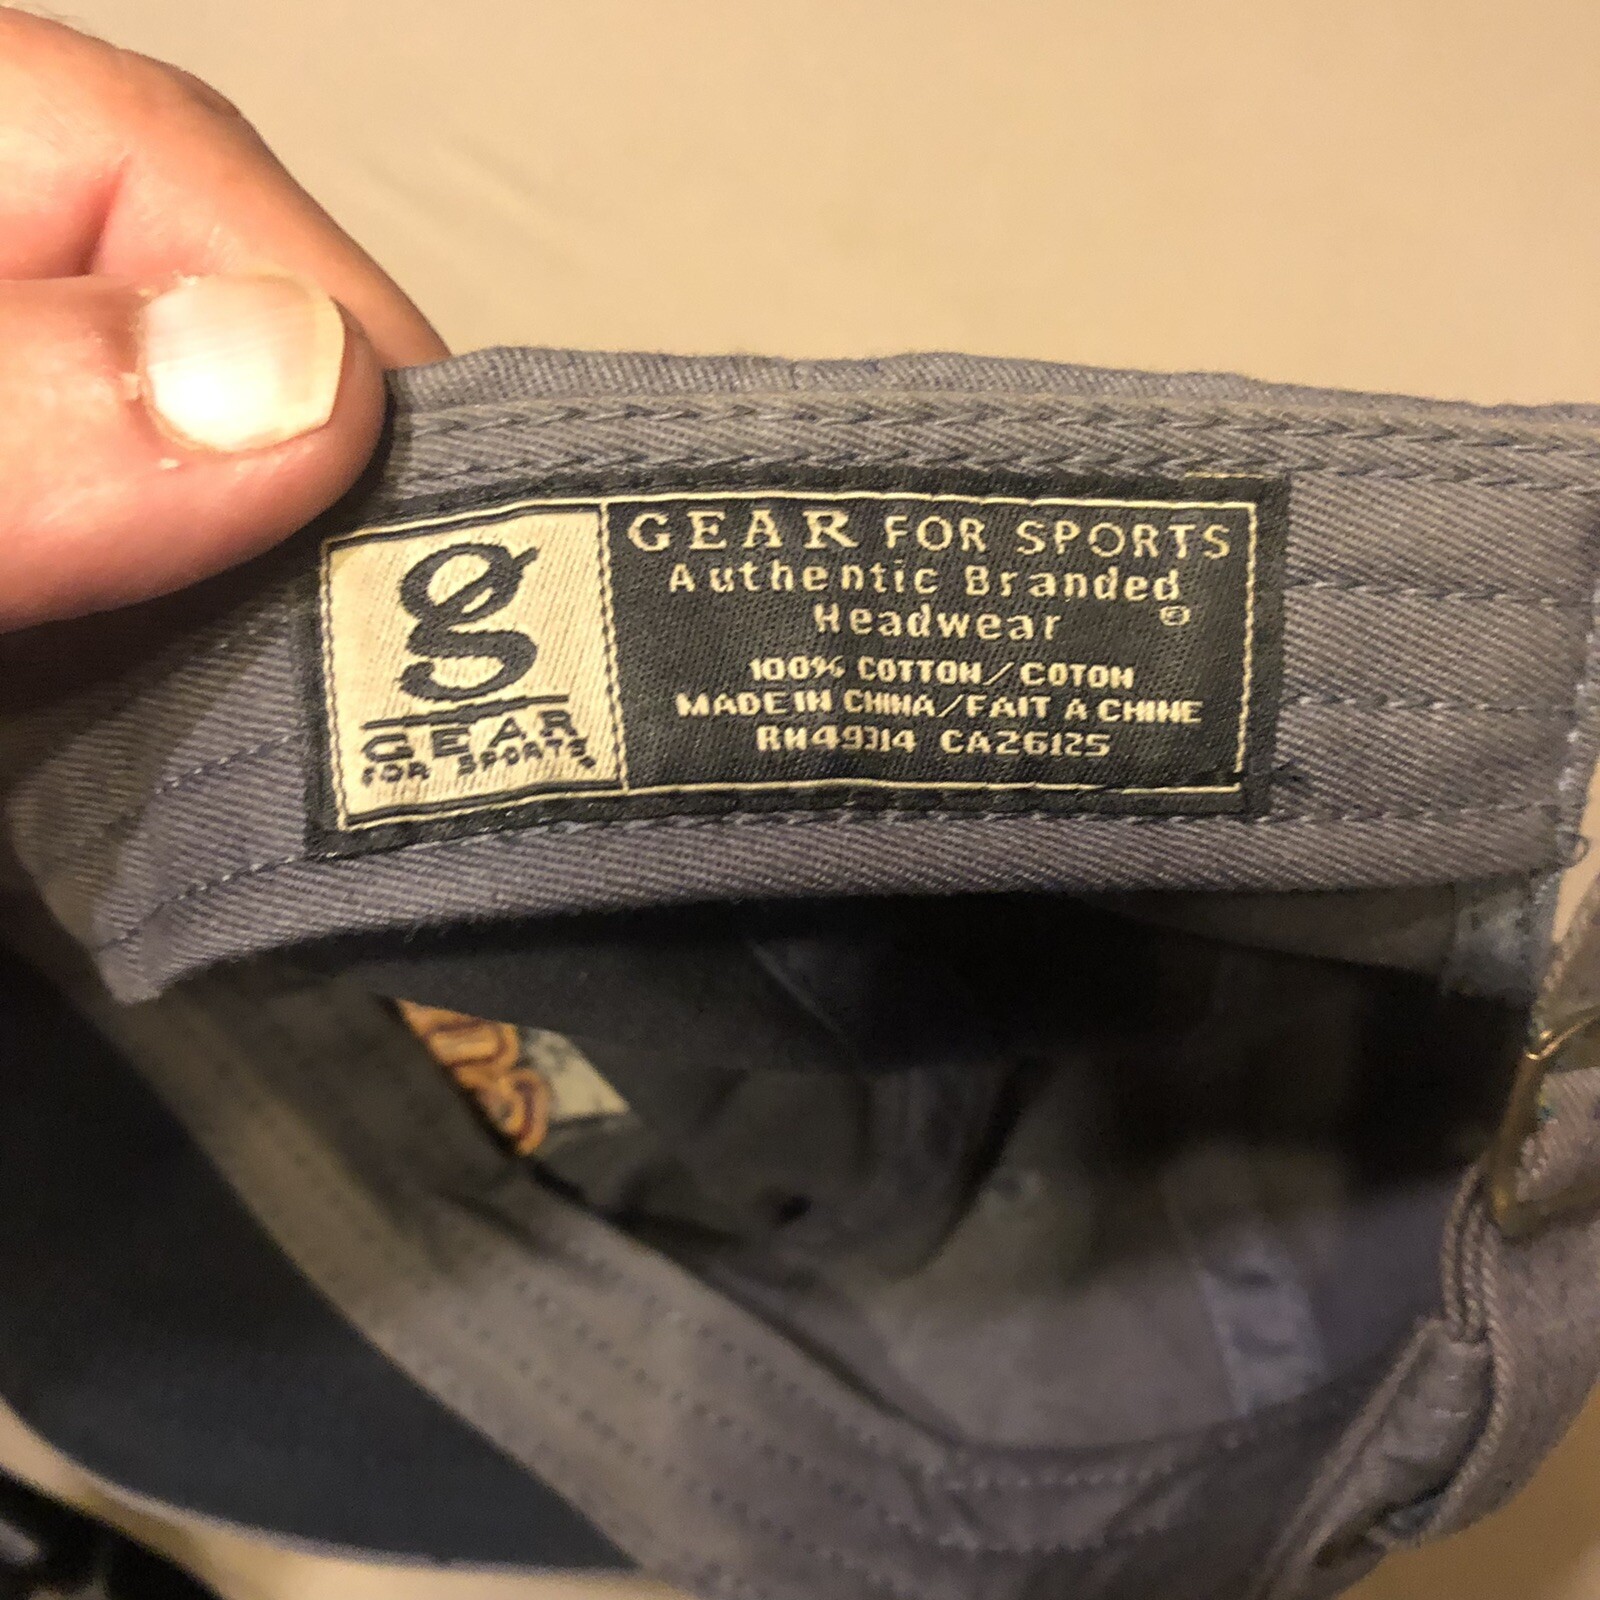 g
GEAR
FOR SPORTS
GEAR FOR SPORTS
Authentic Branded
Headwear ®
100% COTTON/COTON
MADE IN CHINA/FAIT A CHINE
RN49314 CA26125